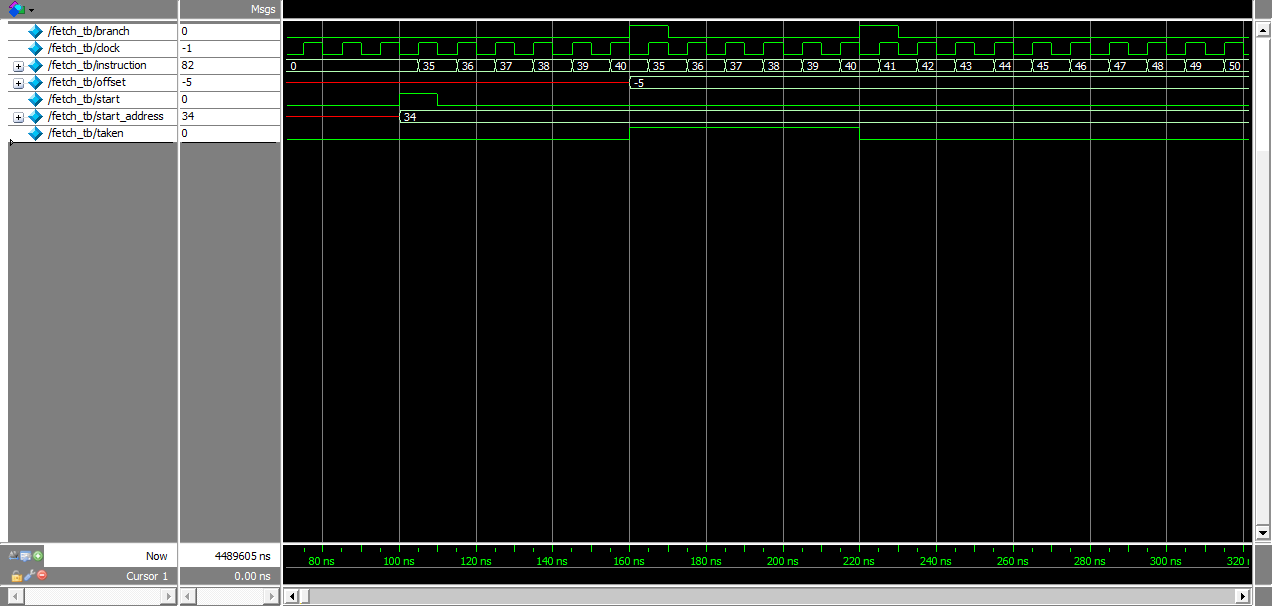 Msgs
/fetch_tb/branch 0
/fetch_tb/clock -1
/fetch_tb/instruction 82 0 35 36 37 38 39 40 35 36 37 38 39 40 41 42 43 44 45 46 47 48 49 50
/fetch_tb/offset -5 -5
/fetch_tb/start 0
/fetch_tb/start_address 34 34
/fetch_tb/taken 0
Now 4489605 ns
80 ns 100 ns 120 ns 140 ns 160 ns 180 ns 200 ns 220 ns 240 ns 260 ns 280 ns 300 ns 320
Cursor 1 0.00 ns